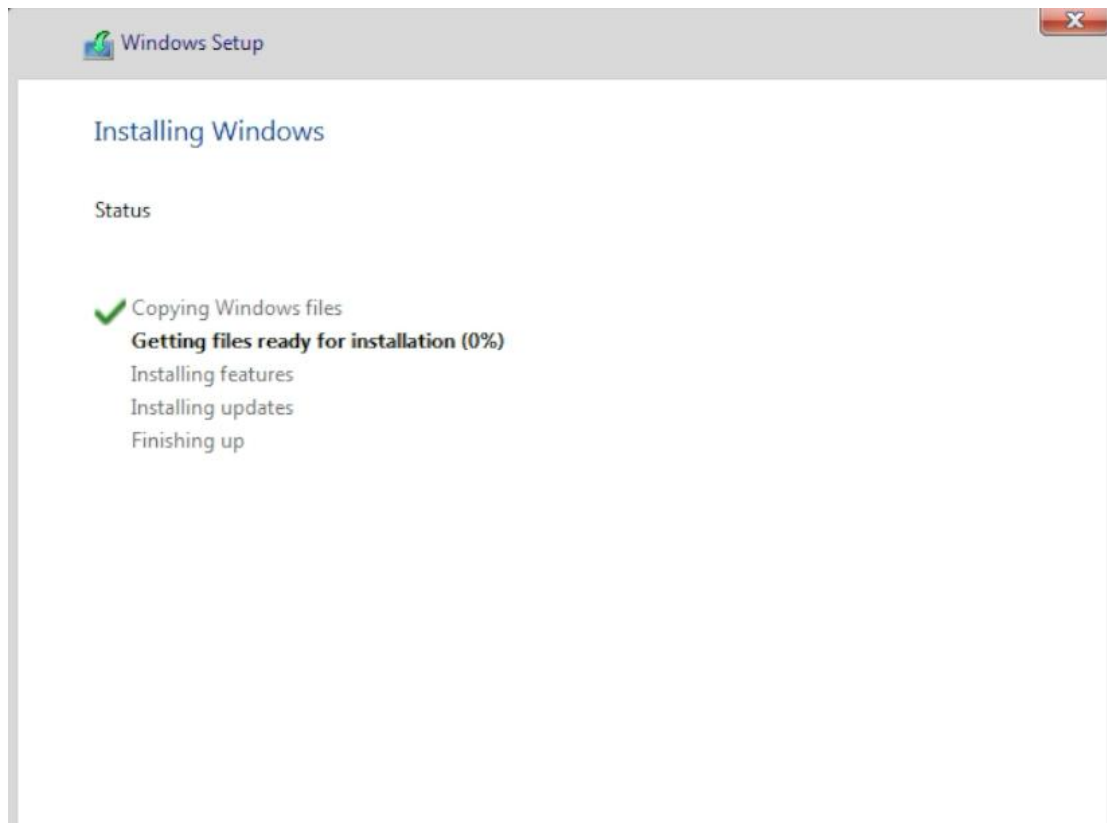 Windows Setup
Installing Windows
Status
Copying Windows files
Getting files ready for installation (0%)
Installing features
Installing updates
Finishing up